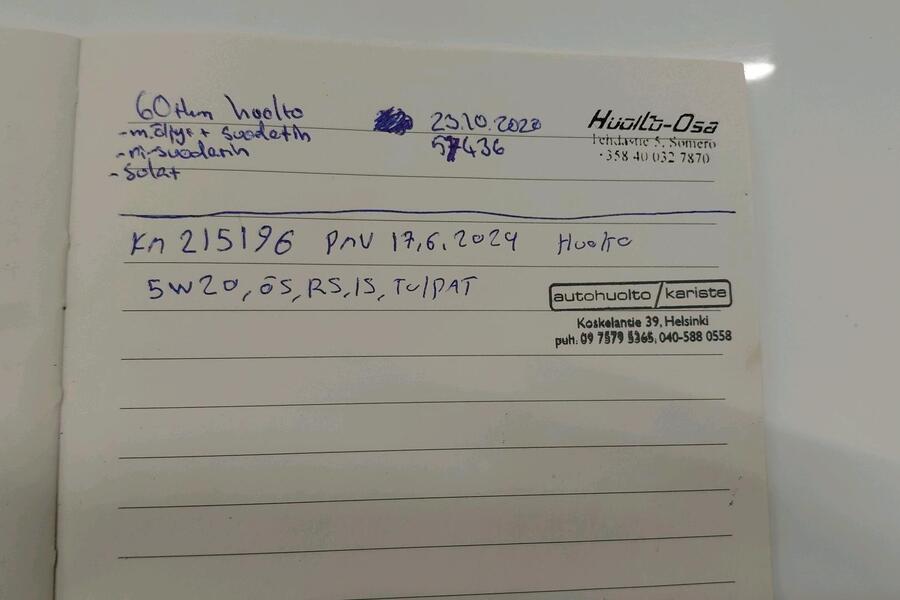 60tkm huolto
- m.öljyt + suodatin
- ri-suodatin
- Sulat
23.10.2020
57436
Huolto-Osa
Tehdastie 5, Somero
+358 40 032 7870
KM 215196 PMV 17,6,2024 Huolto
5W20, ÖS, RS, IS, TULPAT
autohuolto/kariste
Koskelantie 39, Helsinki
puh. 09 7579 5365, 040-588 0558